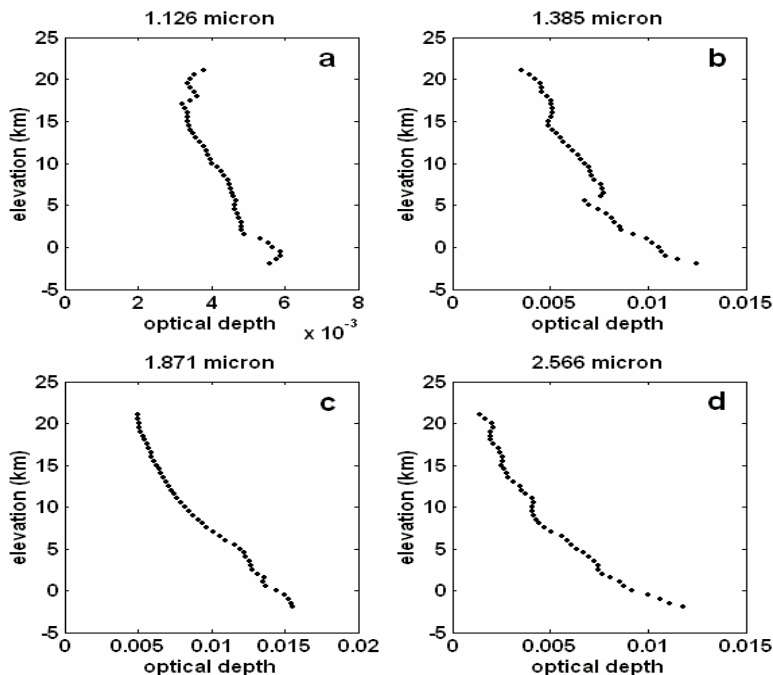 1.126 micron
a
25
20
15
10
5
0
-5
elevation (km)
0 2 4 6 8
optical depth
x 10^-3
1.385 micron
b
25
20
15
10
5
0
-5
elevation (km)
0 0.005 0.01 0.015
optical depth
1.871 micron
c
25
20
15
10
5
0
-5
elevation (km)
0 0.005 0.01 0.015 0.02
optical depth
2.566 micron
d
25
20
15
10
5
0
-5
elevation (km)
0 0.005 0.01 0.015
optical depth